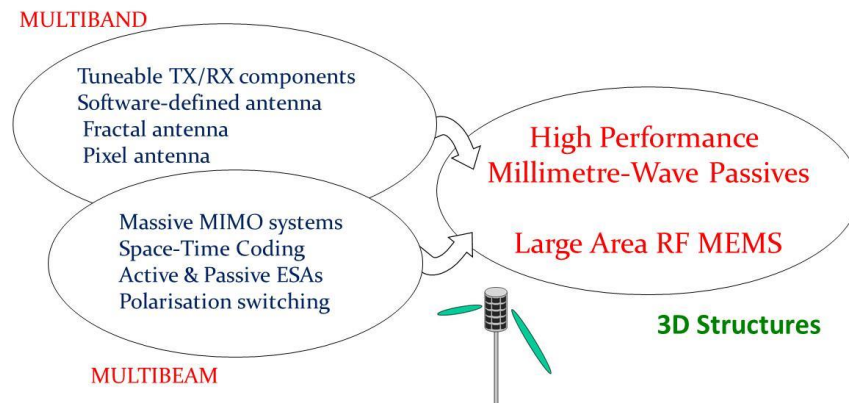 MULTIBAND
Tuneable TX/RX components
Software-defined antenna
Fractal antenna
Pixel antenna
Massive MIMO systems
Space-Time Coding
Active & Passive ESAs
Polarisation switching
MULTIBEAM
High Performance
Millimetre-Wave Passives
Large Area RF MEMS
3D Structures